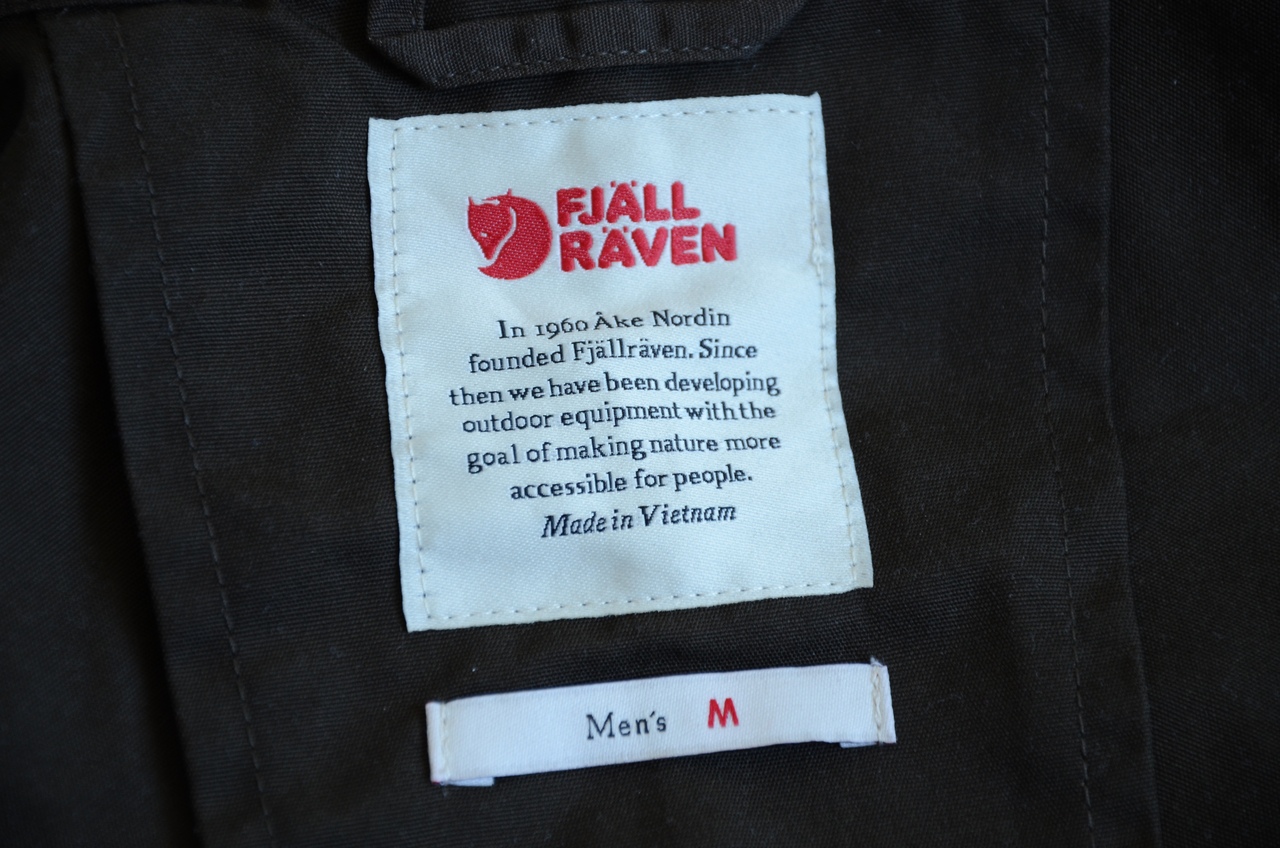 FJÄLL
RÄVEN
In 1960 Åke Nordin
founded Fjällräven. Since
then we have been developing
outdoor equipment with the
goal of making nature more
accessible for people.
Made in Vietnam
Men's M